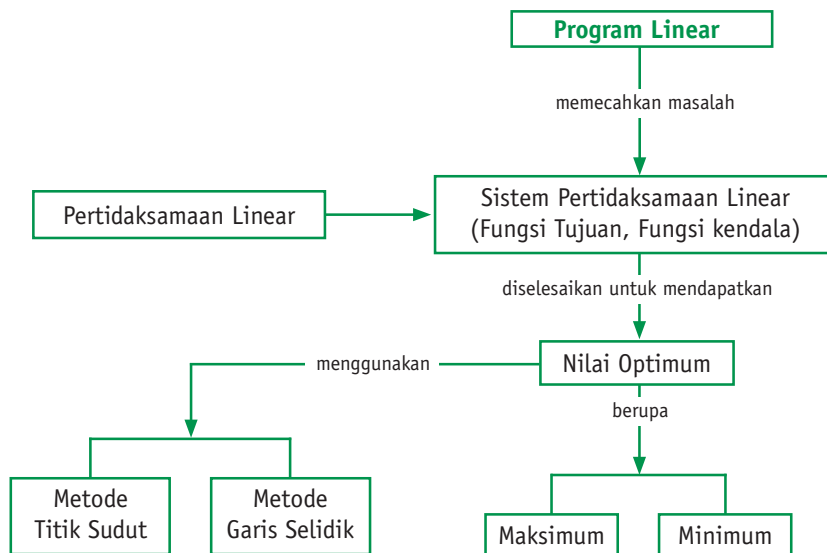 Program Linear
memecahkan masalah
Pertidaksamaan Linear
Sistem Pertidaksamaan Linear
(Fungsi Tujuan, Fungsi kendala)
diselesaikan untuk mendapatkan
menggunakan
Nilai Optimum
berupa
Metode
Titik Sudut
Metode
Garis Selidik
Maksimum
Minimum